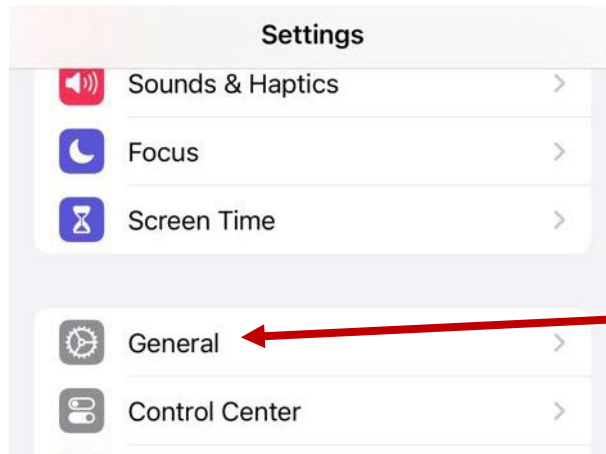 Settings
Sounds & Haptics
Focus
Screen Time
General
Control Center